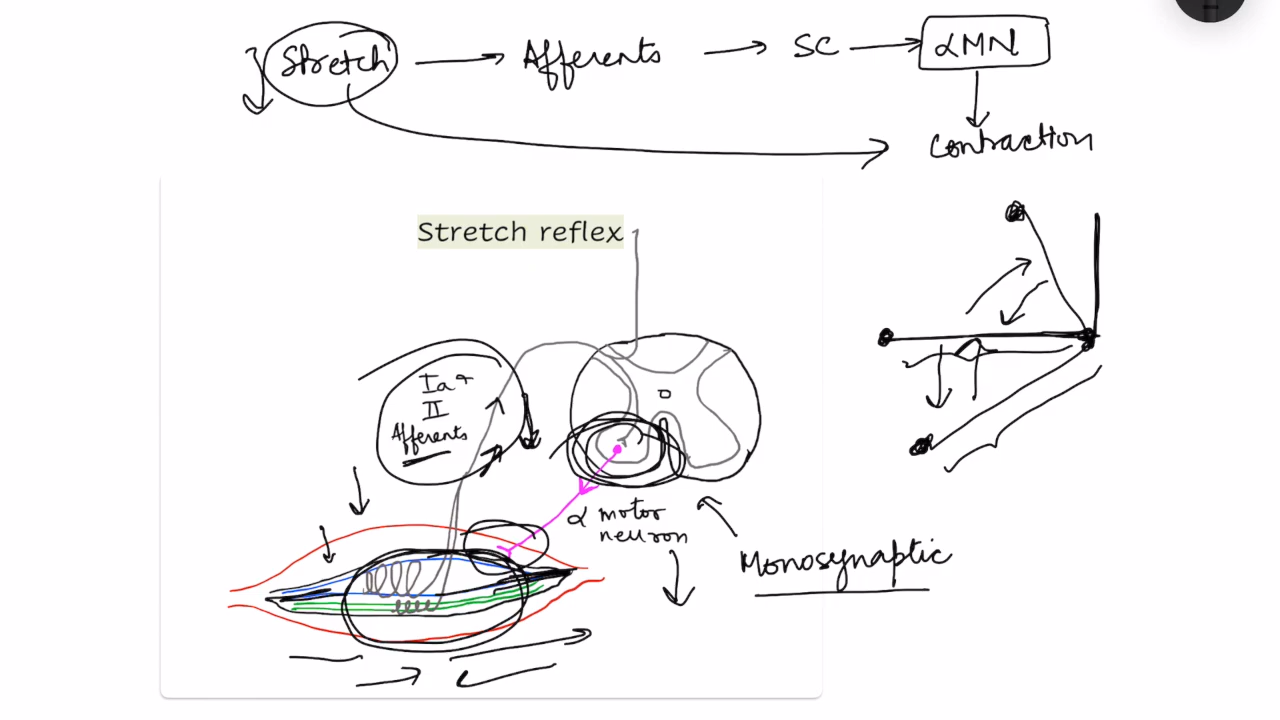 Stretch → Afferents → SC → αMN
Contraction
Stretch reflex
Ia
II
Afferents
α motor
neuron
Monosynaptic